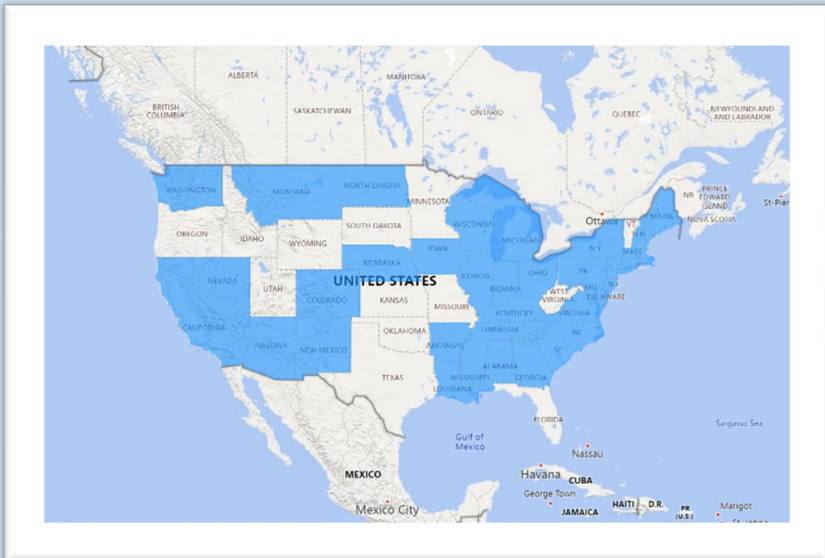 ALBERTA
MANITOBA
BRITISH
COLUMBIA
SASKATCHEWAN
ONTARIO
QUEBEC
NEWFOUNDLAND
AND LABRADOR
PRINCE
EDWARD
ISLAND
NB
NOVA SCOTIA
St-Pier
Ottawa
WASHINGTON
MONTANA
NORTH DAKOTA
MINNESOTA
OREGON
IDAHO
WYOMING
SOUTH DAKOTA
WISCONSIN
MICHIGAN
MAINE
VT
N H
N Y
MASS
IOWA
NEBRASKA
NEVADA
UTAH
UNITED STATES
COLORADO
KANSAS
MISSOURI
ILLINOIS
INDIANA
OHIO
PA
WEST
VIRGINIA
DELAWARE
KENTUCKY
VIRGINIA
CALIFORNIA
ARIZONA
NEW MEXICO
OKLAHOMA
ARKANSAS
TENNESSEE
NC
SC
TEXAS
MISSISSIPPI
ALABAMA
GEORGIA
LOUISIANA
FLORIDA
Gulf of
Mexico
Sargasso Sea
Nassau
MEXICO
Havana
CUBA
Mexico City
George Town
JAMAICA
HAITI
D.R.
PR
(U.S.)
Marigot